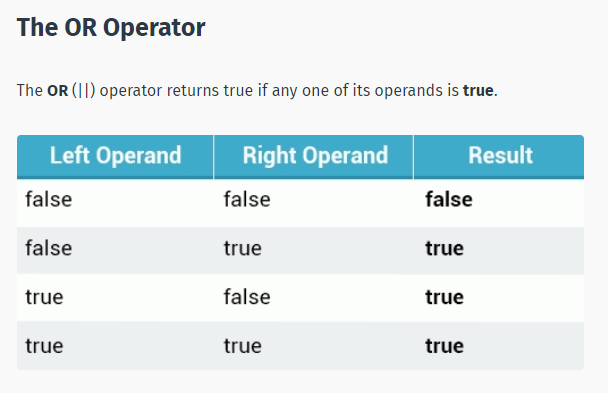 The OR Operator
The OR (||) operator returns true if any one of its operands is true.
Left Operand Right Operand Result
false false false
false true true
true false true
true true true